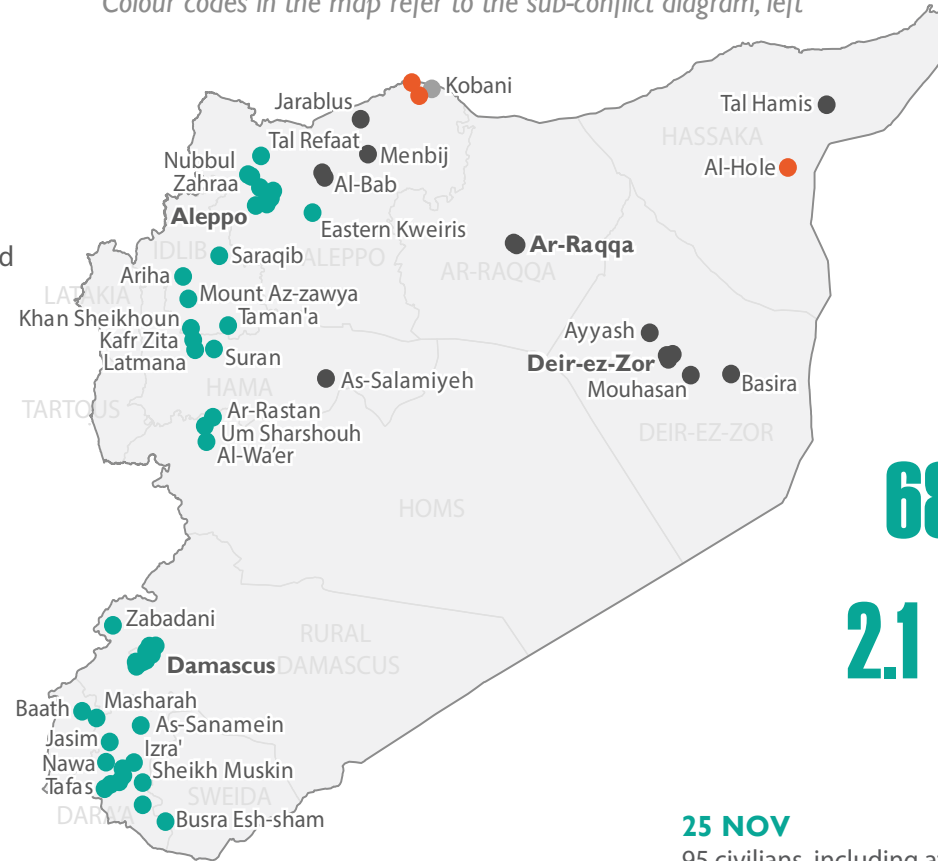 Colour codes in the map refer to the sub-conflict diagram, left
Kobani
Jarablus
Tal Hamis
Tal Refaat
HASSAKA
Nubbul
Menbij
Al-Hole
Zahraa
Al-Bab
Aleppo
Eastern Kweiris
Ar-Raqqa
IDLIB
Saraqib
ALEPPO
AR-RAQQA
Ariha
LATAKIA
Mount Az-zawya
Khan Sheikhoun
Taman'a
Ayyash
Kafr Zita
Suran
Latmana
Deir-ez-Zor
HAMA
As-Salamiyeh
Mouhasan
Basira
TARTOUS
Ar-Rastan
Um Sharshouh
DEIR-EZ-ZOR
Al-Wa'er
HOMS
68
2.1
Zabadani
RURAL
DAMASCUS
Damascus
Masharah
Baath
As-Sanamein
Jasim
Izra'
Nawa
Sheikh Muskin
Tafas
SWEIDA
DARA'A
Busra Esh-sham
25 NOV
95 civilians, including